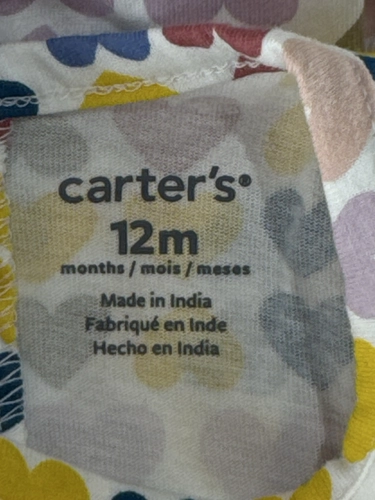 carter's®
12m
months / mois / meses
Made in India
Fabriqué en Inde
Hecho en India